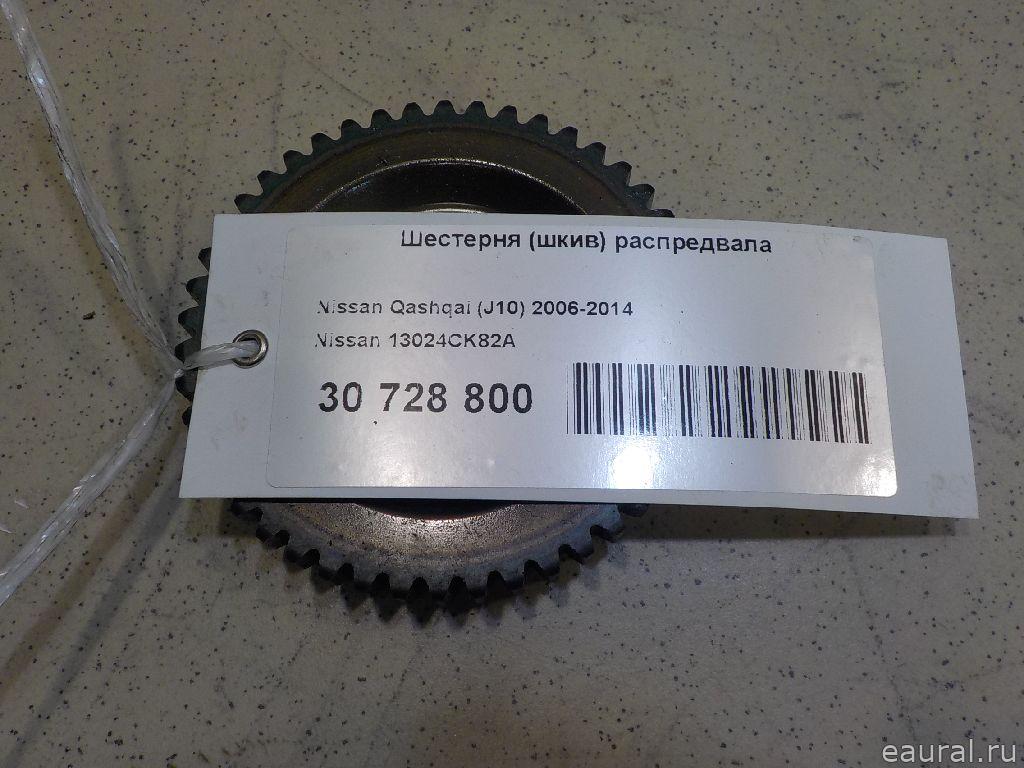 Шестерня (шкив) распредвала
Nissan Qashqai (J10) 2006-2014
Nissan 13024CK82A
30 728 800
eaural.ru